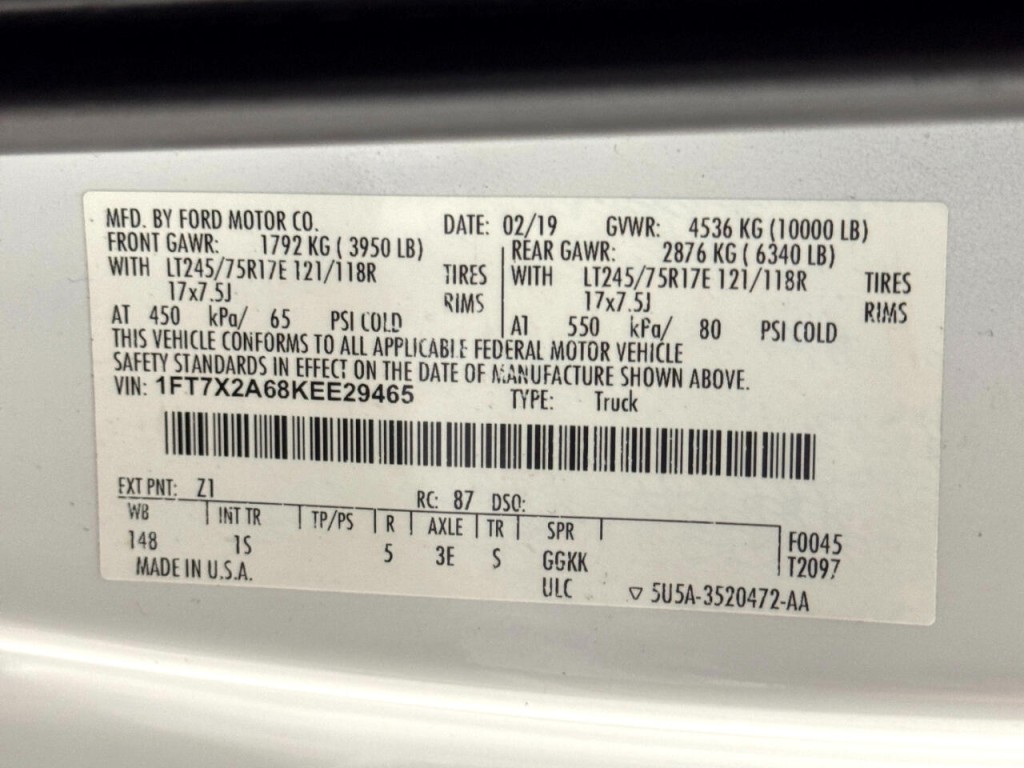 MFD. BY FORD MOTOR CO. DATE: 02/19 GVWR: 4536 KG (10000 LB)
FRONT GAWR: 1792 KG ( 3950 LB) REAR GAWR: 2876 KG ( 6340 LB)
WITH LT245/75R17E 121/118R TIRES WITH LT245/75R17E 121/118R TIRES
17x7.5J RIMS 17x7.5J RIMS
AT 450 kPa/ 65 PSI COLD AT 550 kPa/ 80 PSI COLD
THIS VEHICLE CONFORMS TO ALL APPLICABLE FEDERAL MOTOR VEHICLE
SAFETY STANDARDS IN EFFECT ON THE DATE OF MANUFACTURE SHOWN ABOVE.
VIN: 1FT7X2A68KEE29465 TYPE: Truck
EXT PNT: Z1 RC: 87 DSO:
WB INT TR TP/PS R AXLE TR SPR F0045
148 1S 5 3E S GGKK T2097
MADE IN U.S.A. ULC ▽ 5U5A-3520472-AA